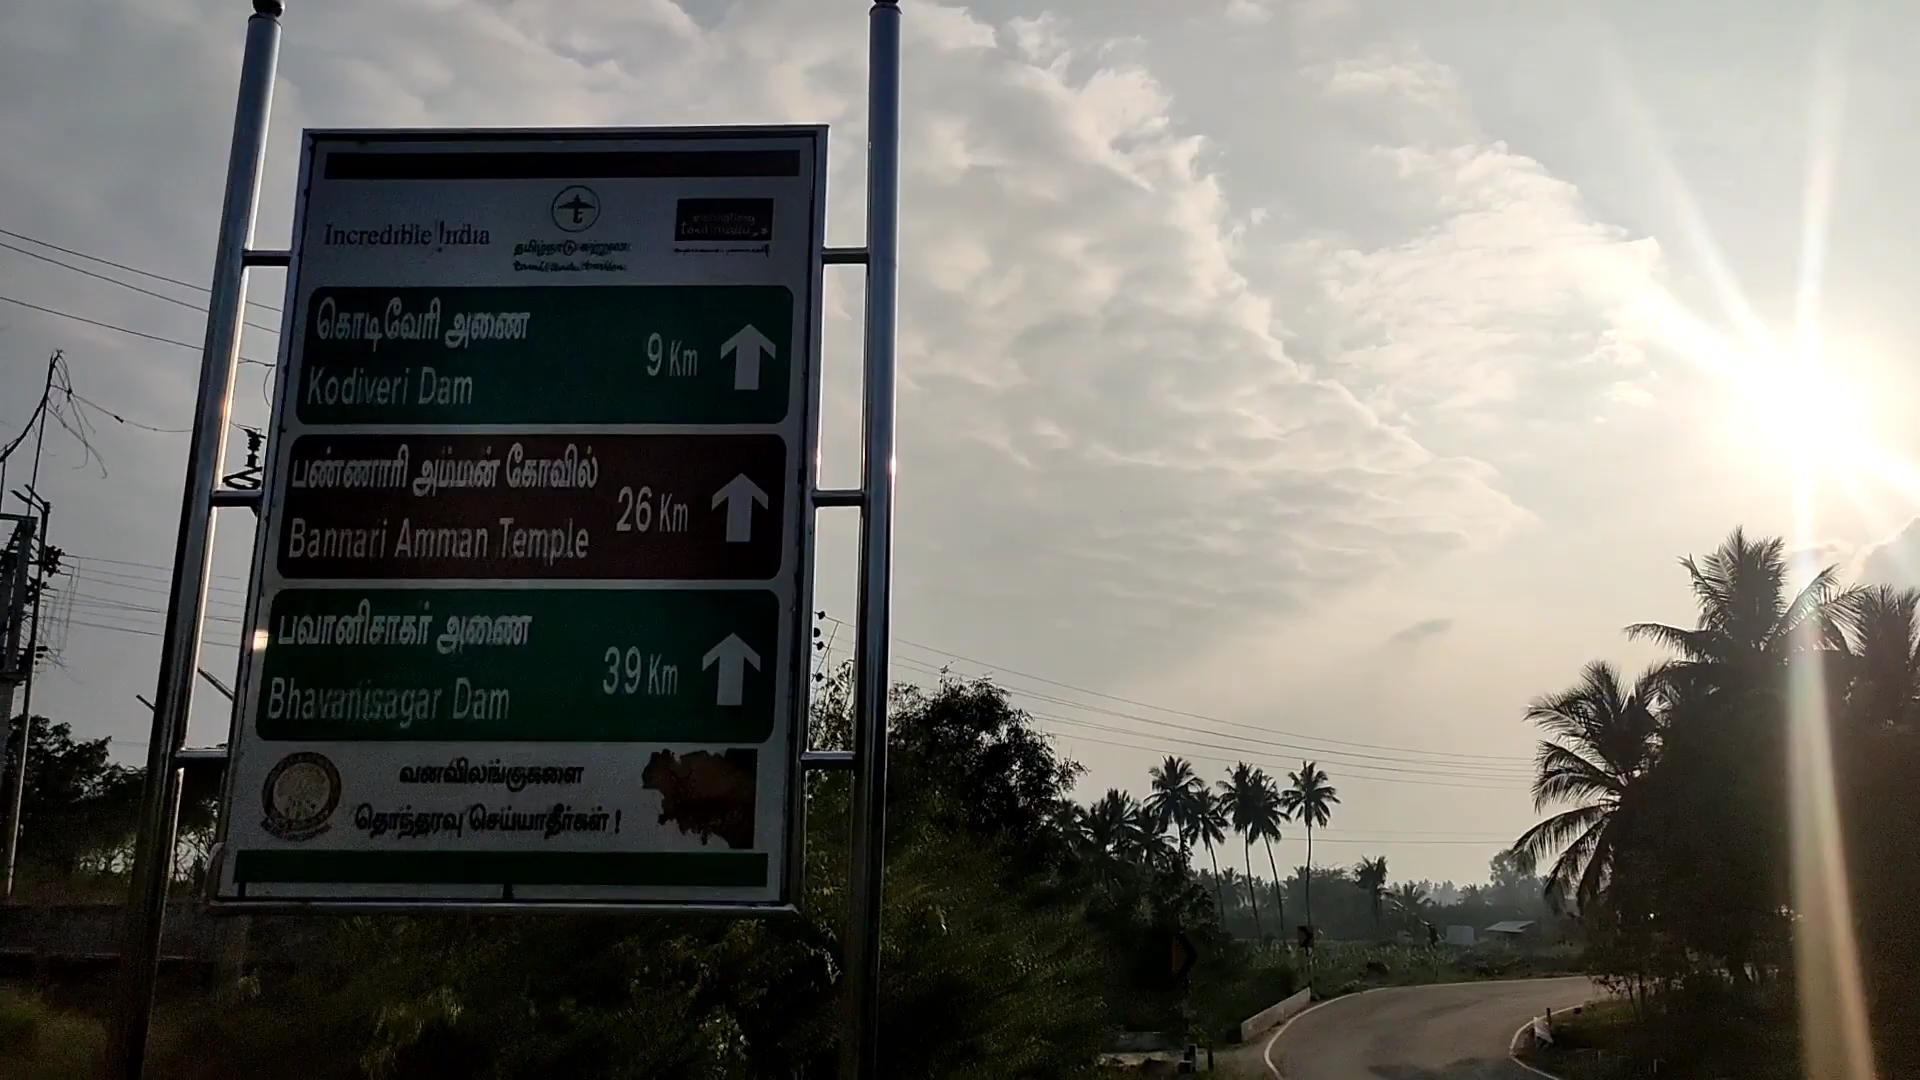 Incredible !ndia
தமிழ்நாடு சுற்றுலா
கொடிவேரி அணை
9 Km
Kodiveri Dam
பண்ணாரி அம்மன் கோவில்
26 Km
Bannari Amman Temple
பவானிசாகர் அணை
39 Km
Bhavanisagar Dam
வனவிலங்குகளை
தொந்தரவு செய்யாதீர்கள் !